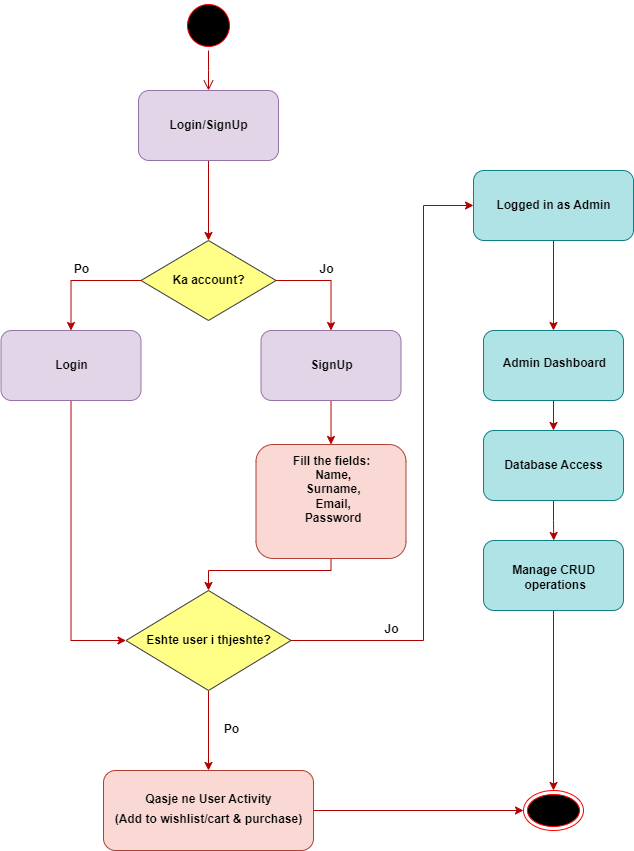 Login/SignUp
Logged in as Admin
Po
Ka account?
Jo
Login
SignUp
Admin Dashboard
Fill the fields:
Name,
Surname,
Email,
Password
Database Access
Manage CRUD
operations
Eshte user i thjeshte?
Jo
Po
Qasje ne User Activity
(Add to wishlist/cart & purchase)